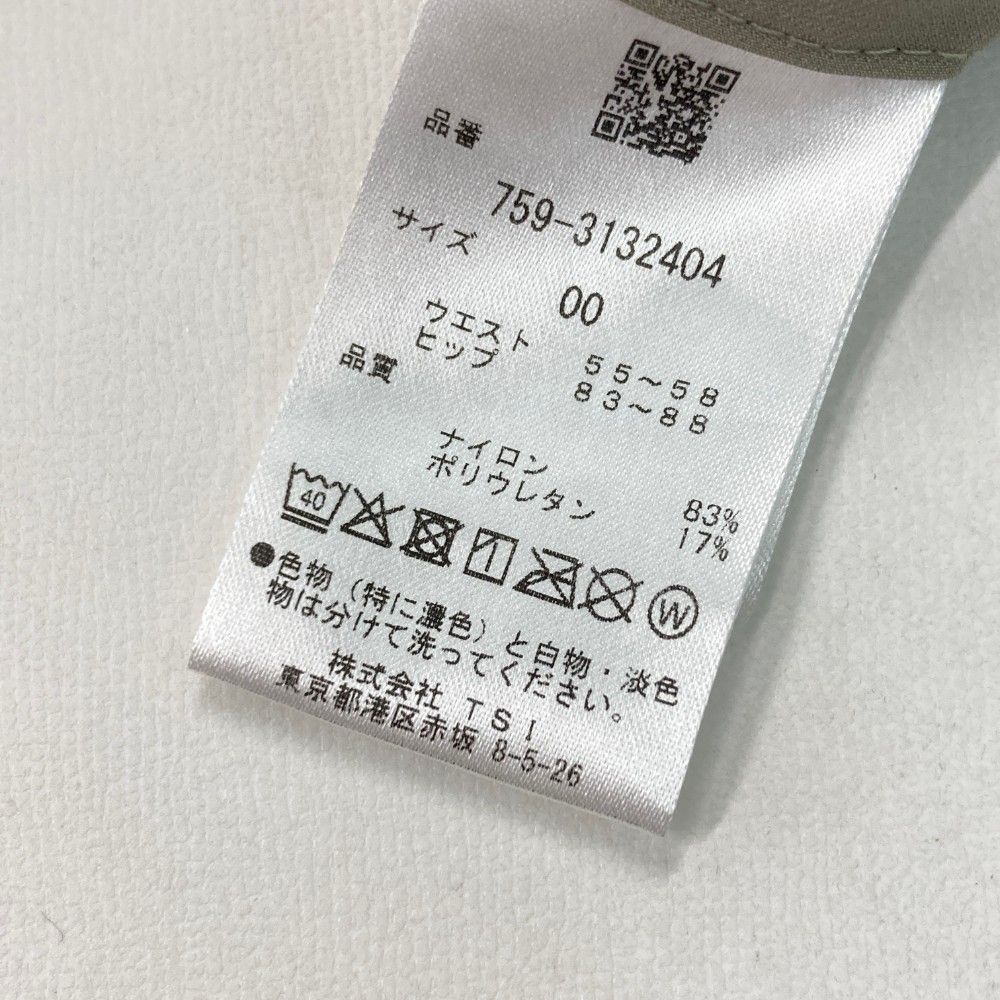 品番
759-3132404
サイズ
00
ウエスト 55～58
ヒップ 83～88
品質
ナイロン 83%
ポリウレタン 17%
40
W
●色物(特に濃色)と白物・淡色
物は分けて洗ってください。
株式会社 TSI
東京都港区赤坂 8-5-26